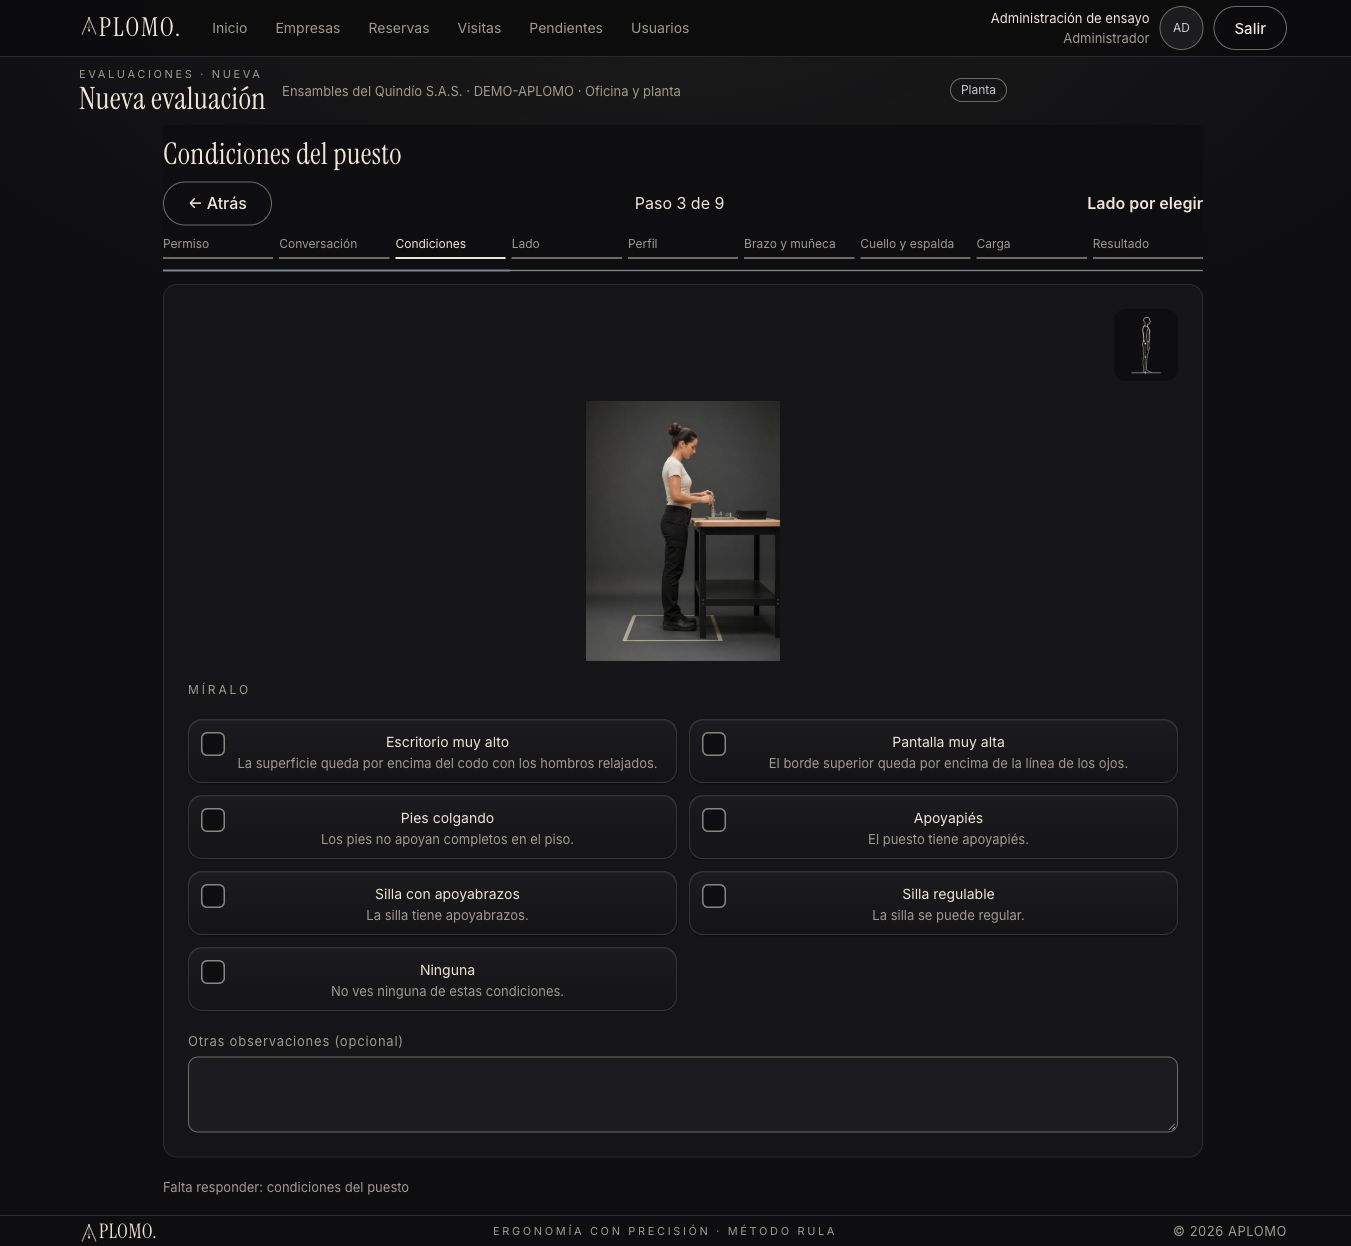 APLOMO.
Inicio
Empresas
Reservas
Visitas
Pendientes
Usuarios
Administración de ensayo
Administrador
AD
Salir
EVALUACIONES · NUEVA
Nueva evaluación
Ensambles del Quindío S.A.S. · DEMO-APLOMO · Oficina y planta
Planta
Condiciones del puesto
← Atrás
Paso 3 de 9
Lado por elegir
Permiso
Conversación
Condiciones
Lado
Perfil
Brazo y muñeca
Cuello y espalda
Carga
Resultado
MÍRALO
Escritorio muy alto
La superficie queda por encima del codo con los hombros relajados.
Pantalla muy alta
El borde superior queda por encima de la línea de los ojos.
Pies colgando
Los pies no apoyan completos en el piso.
Apoyapiés
El puesto tiene apoyapiés.
Silla con apoyabrazos
La silla tiene apoyabrazos.
Silla regulable
La silla se puede regular.
Ninguna
No ves ninguna de estas condiciones.
Otras observaciones (opcional)
Falta responder: condiciones del puesto
APLOMO.
ERGONOMÍA CON PRECISIÓN · MÉTODO RULA
© 2026 APLOMO